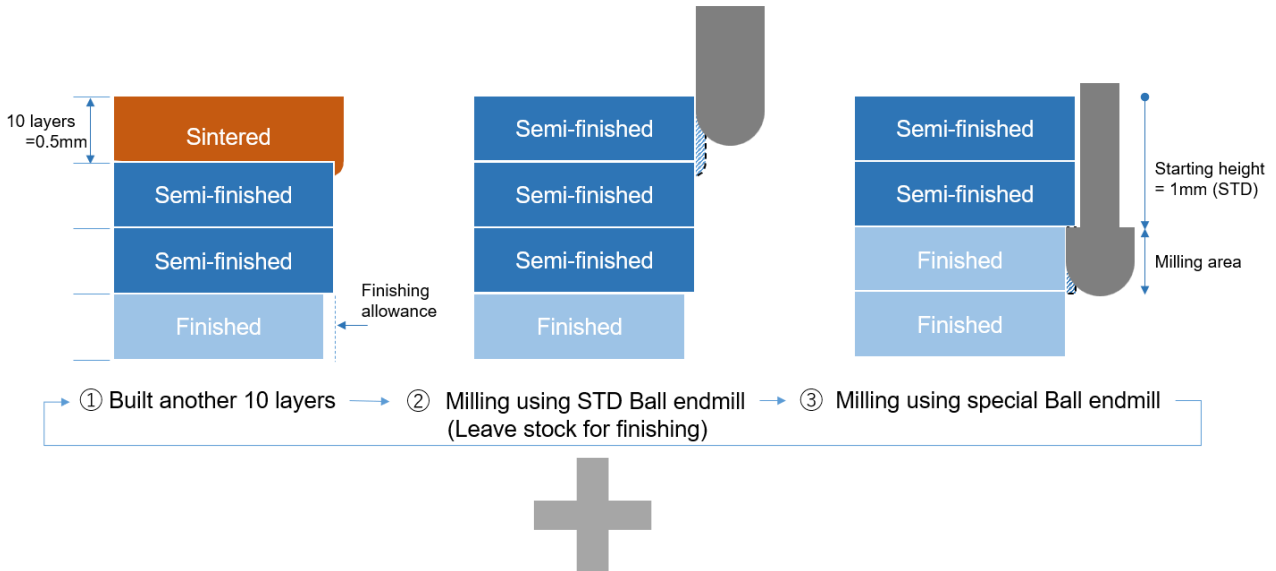 10 layers
=0.5mm
Sintered
Semi-finished
Semi-finished
Finished
Finishing
allowance
Semi-finished
Semi-finished
Semi-finished
Finished
Semi-finished
Semi-finished
Finished
Finished
Starting height
= 1mm (STD)
Milling area
① Built another 10 layers
② Milling using STD Ball endmill
(Leave stock for finishing)
③ Milling using special Ball endmill